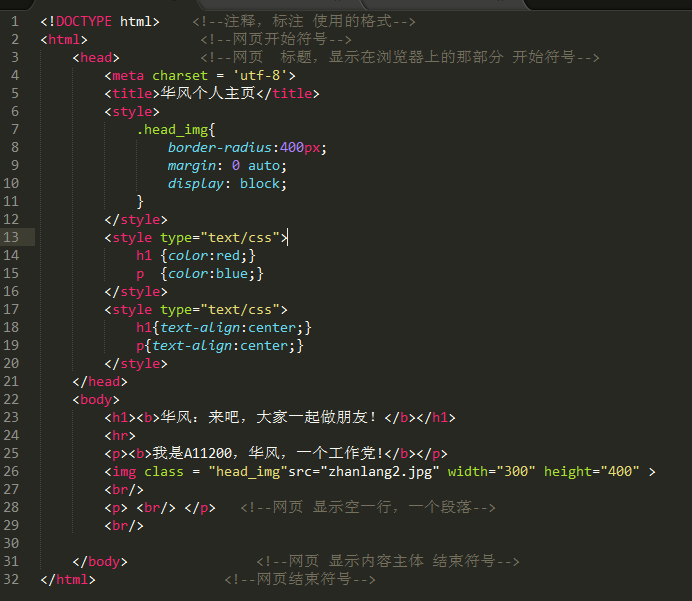 1 <!DOCTYPE html> <!--注释，标注 使用的格式-->
2 <html> <!--网页开始符号-->
3 <head> <!--网页 标题，显示在浏览器上的那部分 开始符号-->
4 <meta charset = 'utf-8'>
5 <title>华风个人主页</title>
6 <style>
7 .head_img{
8 border-radius:400px;
9 margin: 0 auto;
10 display: block;
11 }
12 </style>
13 <style type="text/css">
14 h1 {color:red;}
15 p {color:blue;}
16 </style>
17 <style type="text/css">
18 h1{text-align:center;}
19 p{text-align:center;}
20 </style>
21 </head>
22 <body>
23 <h1><b>华风：来吧，大家一起做朋友！</b></h1>
24 <hr>
25 <p><b>我是A11200，华风，一个工作党!</b></p>
26 <img class = "head_img"src="zhanlang2.jpg" width="300" height="400" >
27 <br/>
28 <p> <br/> </p> <!--网页 显示空一行，一个段落-->
29 <br/>
30
31 </body> <!--网页 显示内容主体 结束符号-->
32 </html> <!--网页结束符号-->